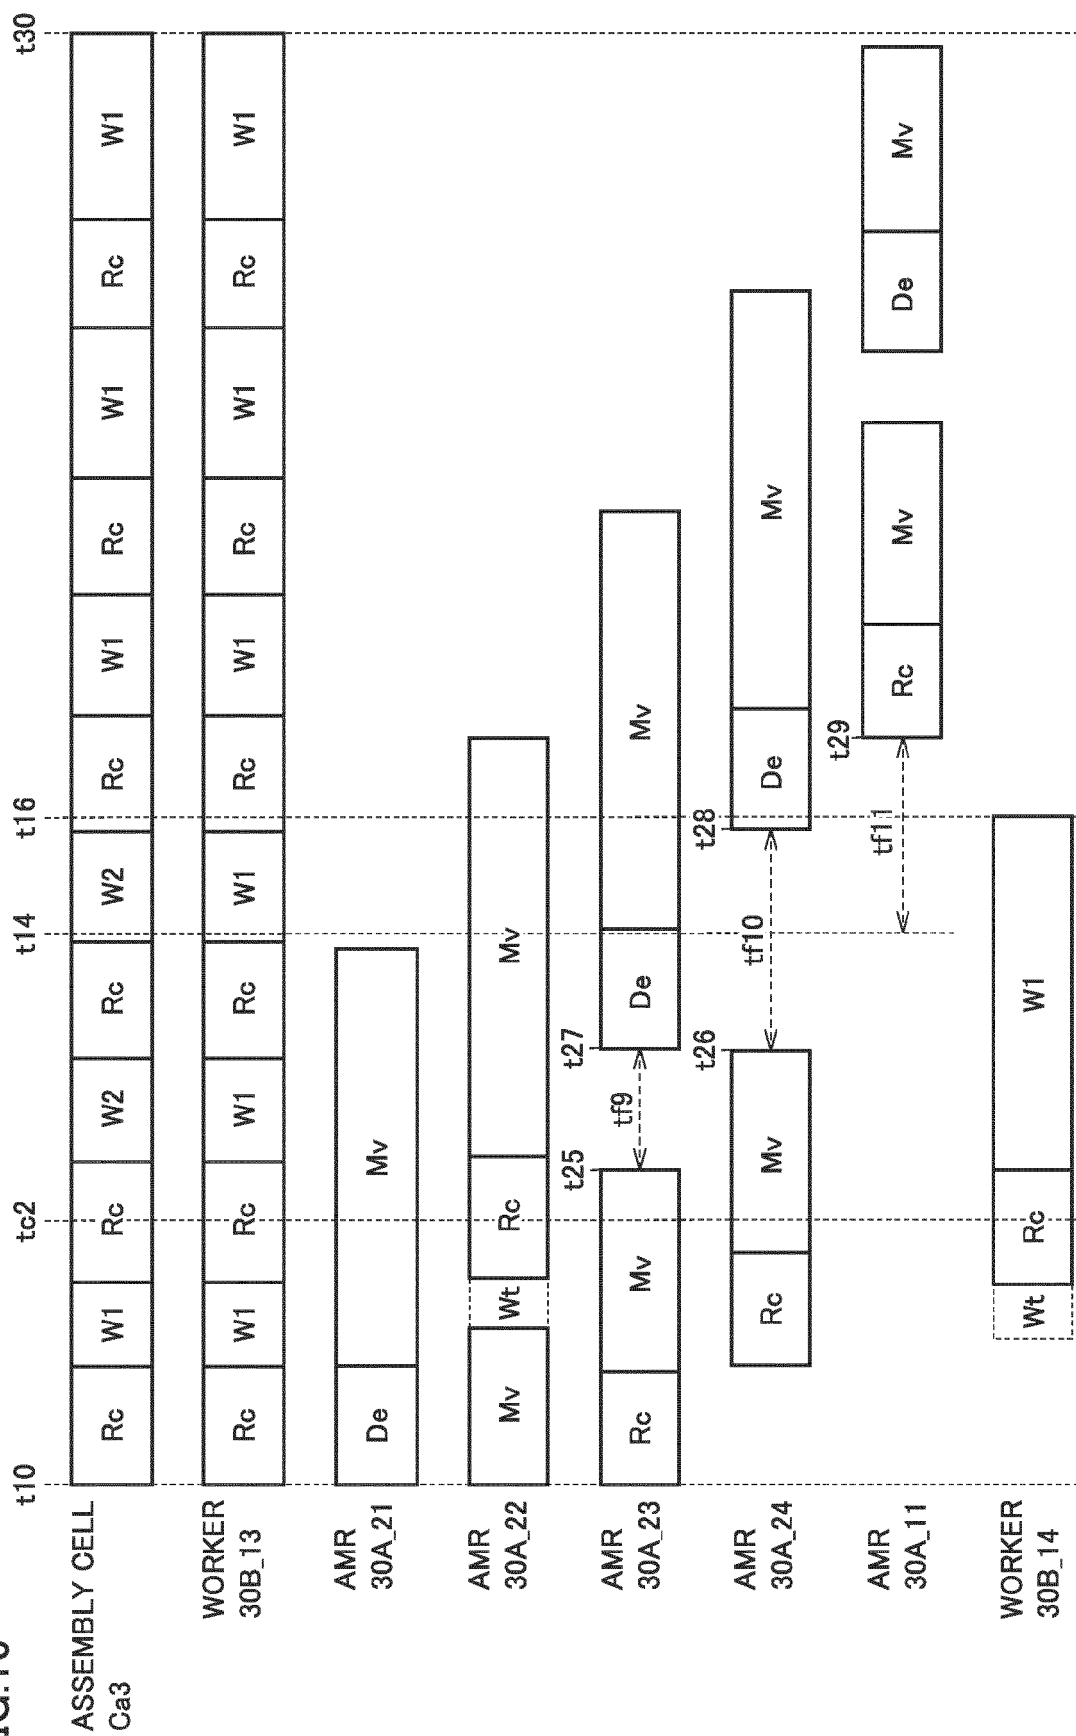 t10 tc2 t14 t16 t30
ASSEMBLY CELL
Ca3
Rc W1 Rc W2 Rc W2 Rc W1 Rc W1 Rc W1
WORKER
30B_13
Rc W1 Rc W1 Rc W1 Rc W1 Rc W1 Rc W1
AMR
30A_21
De Mv
AMR
30A_22
Mv Wt Rc Mv
t25 t27
AMR
30A_23
Rc Mv tf9 De Mv
t26 t28
AMR
30A_24
Rc Mv tf10 De Mv
t29
AMR
30A_11
tf11 Rc Mv De Mv
WORKER
30B_14
Wt Rc W1